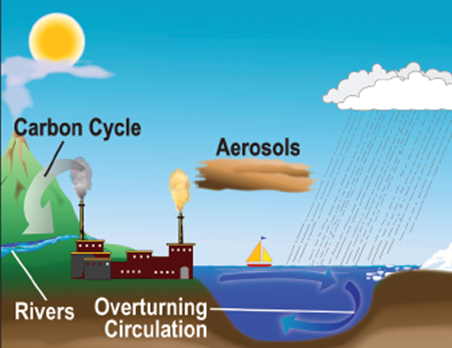 Carbon Cycle
Aerosols
Rivers
Overturning
Circulation